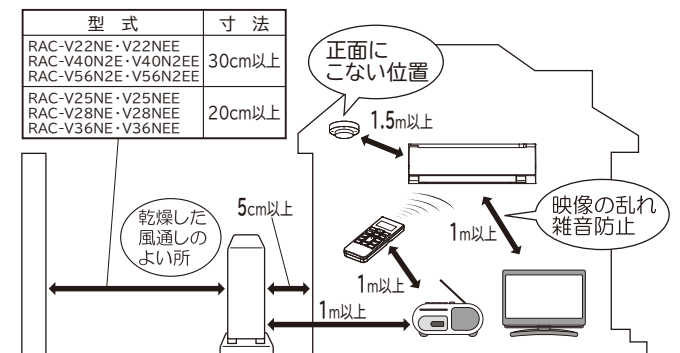 型 式 寸 法
RAC-V22NE・V22NEE
RAC-V40N2E・V40N2EE
RAC-V56N2E・V56N2EE
30cm以上
RAC-V25NE・V25NEE
RAC-V28NE・V28NEE
RAC-V36NE・V36NEE
20cm以上
正面に
こない位置
1.5m以上
乾燥した
風通しの
よい所
5cm以上
1m以上
映像の乱れ
雑音防止
1m以上
1m以上